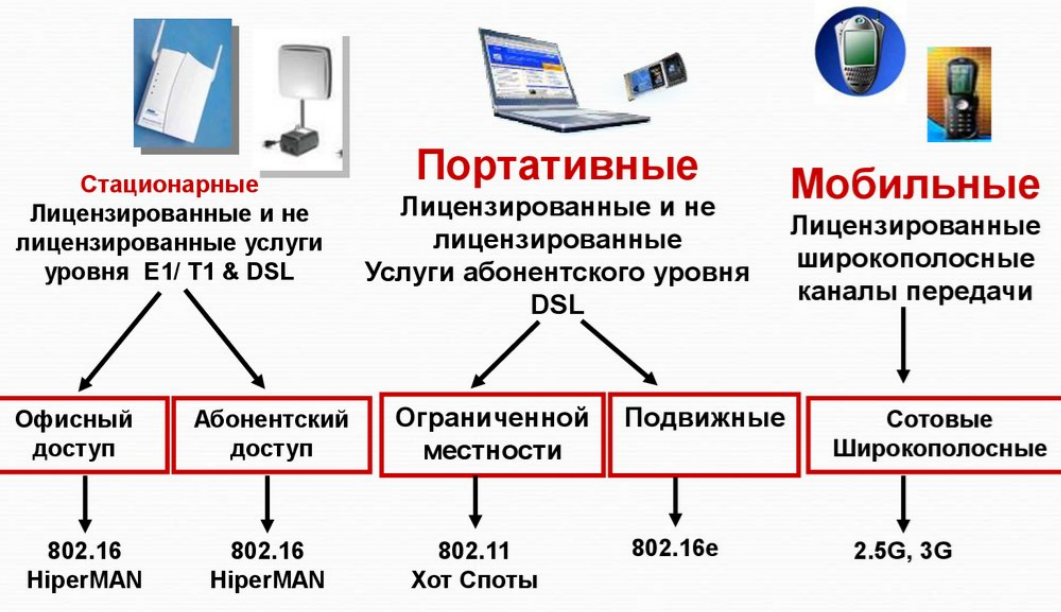 Стационарные
Лицензированные и не
лицензированные услуги
уровня E1/ T1 & DSL
Портативные
Лицензированные и не
лицензированные
Услуги абонентского уровня
DSL
Мобильные
Лицензированные
широкополосные
каналы передачи
Офисный
доступ
Абонентский
доступ
Ограниченной
местности
Подвижные
Сотовые
Широкополосные
802.16
HiperMAN
802.16
HiperMAN
802.11
Хот Споты
802.16e
2.5G, 3G